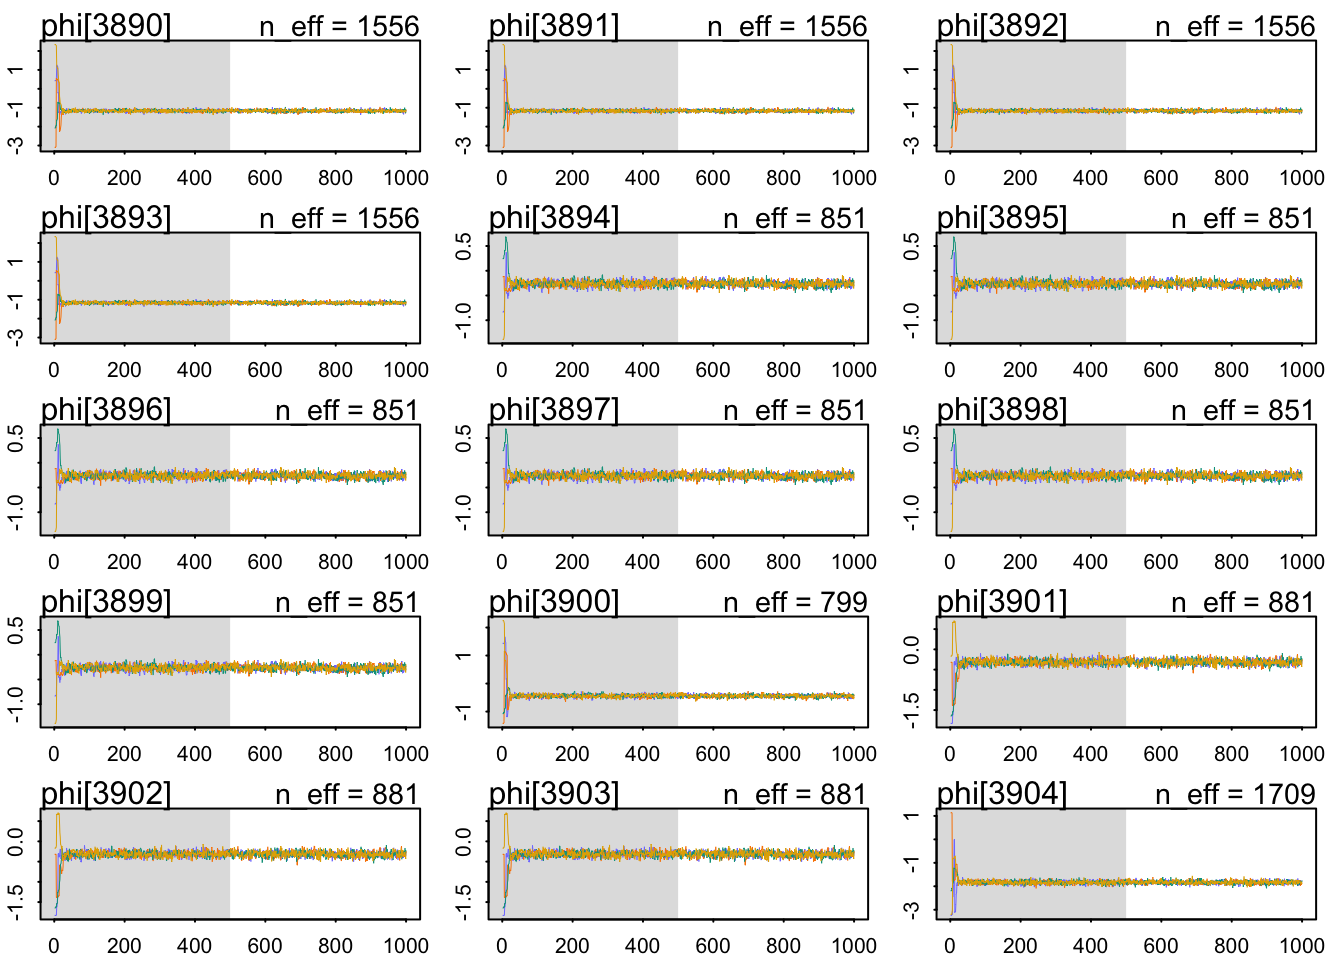 phi[3890] n_eff = 1556 phi[3891] n_eff = 1556 phi[3892] n_eff = 1556
1 1 1
-1 -1 -1
-3 -3 -3
0 200 400 600 800 1000 0 200 400 600 800 1000 0 200 400 600 800 1000
phi[3893] n_eff = 1556 phi[3894] n_eff = 851 phi[3895] n_eff = 851
1 0.5 0.5
-1 -1.0 -1.0
-3
0 200 400 600 800 1000 0 200 400 600 800 1000 0 200 400 600 800 1000
phi[3896] n_eff = 851 phi[3897] n_eff = 851 phi[3898] n_eff = 851
0.5 0.5 0.5
-1.0 -1.0 -1.0
0 200 400 600 800 1000 0 200 400 600 800 1000 0 200 400 600 800 1000
phi[3899] n_eff = 851 phi[3900] n_eff = 799 phi[3901] n_eff = 881
0.5 1 0.0
-1.0 -1 -1.5
0 200 400 600 800 1000 0 200 400 600 800 1000 0 200 400 600 800 1000
phi[3902] n_eff = 881 phi[3903] n_eff = 881 phi[3904] n_eff = 1709
0.0 0.0 1
-1.5 -1.5 -1
-3
0 200 400 600 800 1000 0 200 400 600 800 1000 0 200 400 600 800 1000